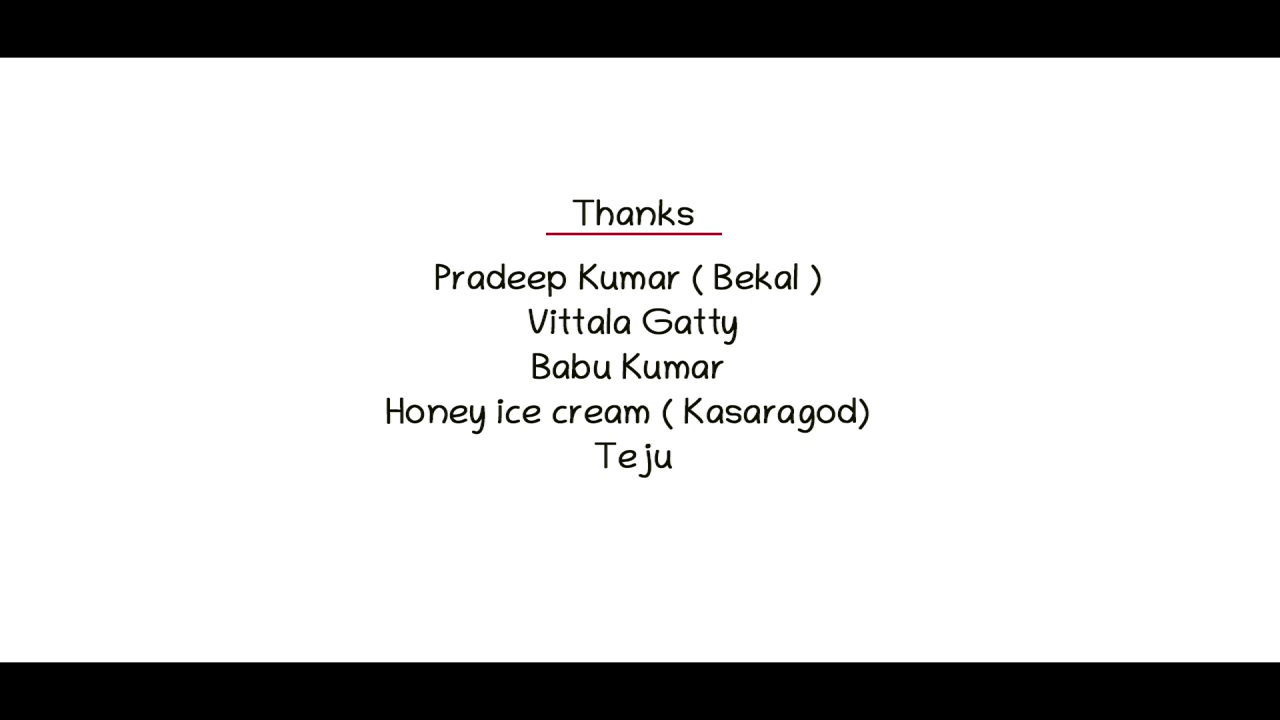 Thanks
Pradeep Kumar ( Bekal )
Vittala Gatty
Babu Kumar
Honey ice cream ( Kasaragod)
Teju